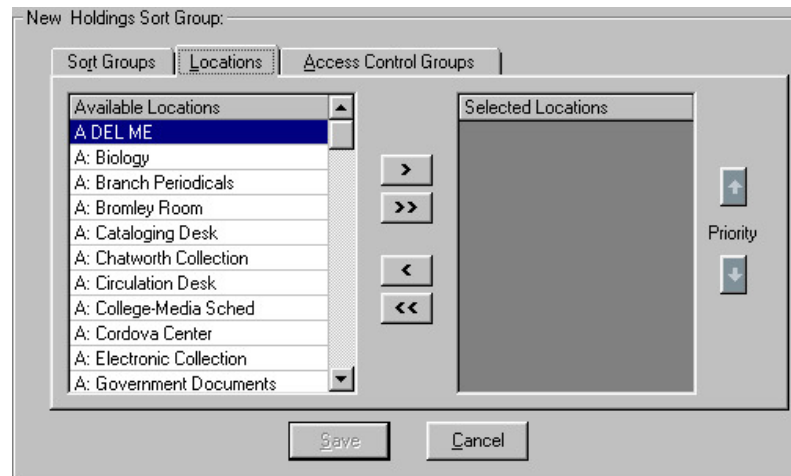 New Holdings Sort Group:
Sort Groups
Locations
Access Control Groups
Available Locations
A DEL ME
A: Biology
A: Branch Periodicals
A: Bromley Room
A: Cataloging Desk
A: Chatworth Collection
A: Circulation Desk
A: College-Media Sched
A: Cordova Center
A: Electronic Collection
A: Government Documents
>
>>
<
<<
Selected Locations
Priority
Save
Cancel